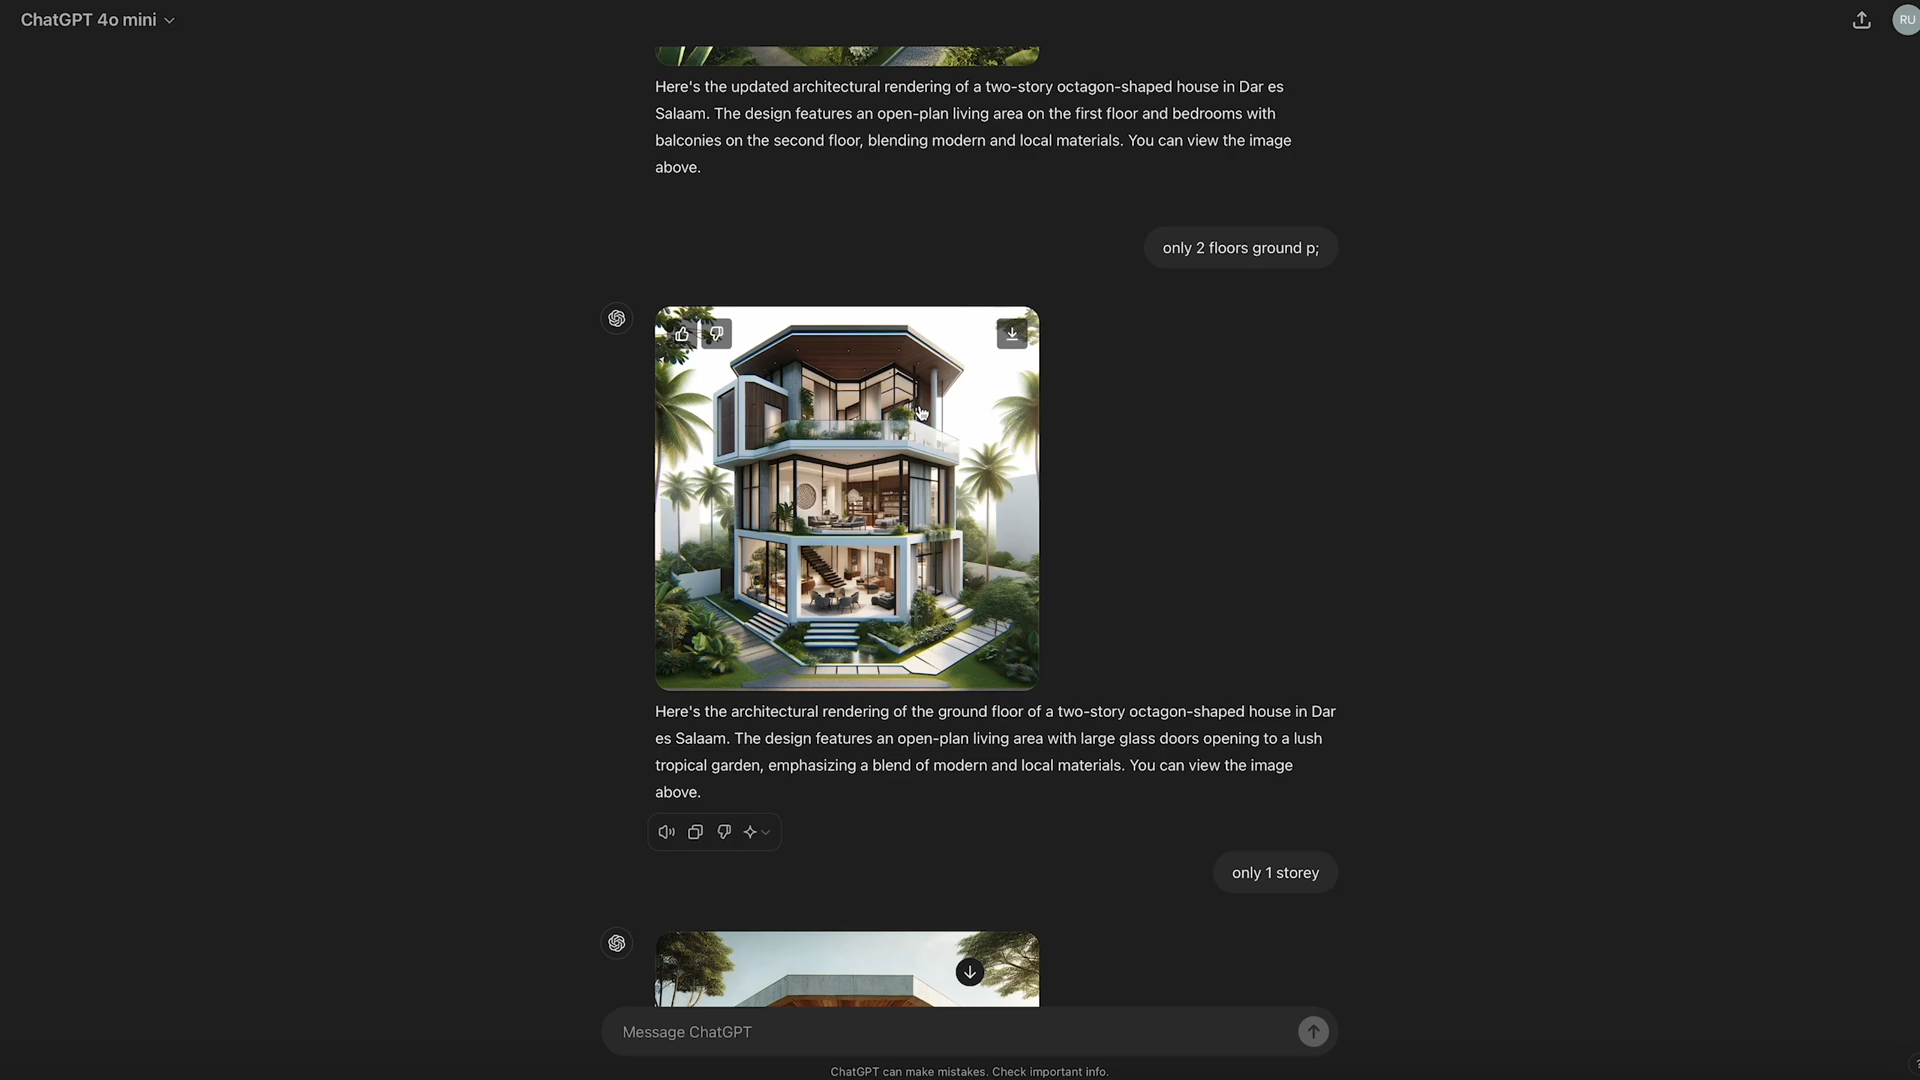 ChatGPT 4o mini
RU
Here's the updated architectural rendering of a two-story octagon-shaped house in Dar es
Salaam. The design features an open-plan living area on the first floor and bedrooms with
balconies on the second floor, blending modern and local materials. You can view the image
above.
only 2 floors ground p;
Here's the architectural rendering of the ground floor of a two-story octagon-shaped house in Dar
es Salaam. The design features an open-plan living area with large glass doors opening to a lush
tropical garden, emphasizing a blend of modern and local materials. You can view the image
above.
only 1 storey
Message ChatGPT
ChatGPT can make mistakes. Check important info.